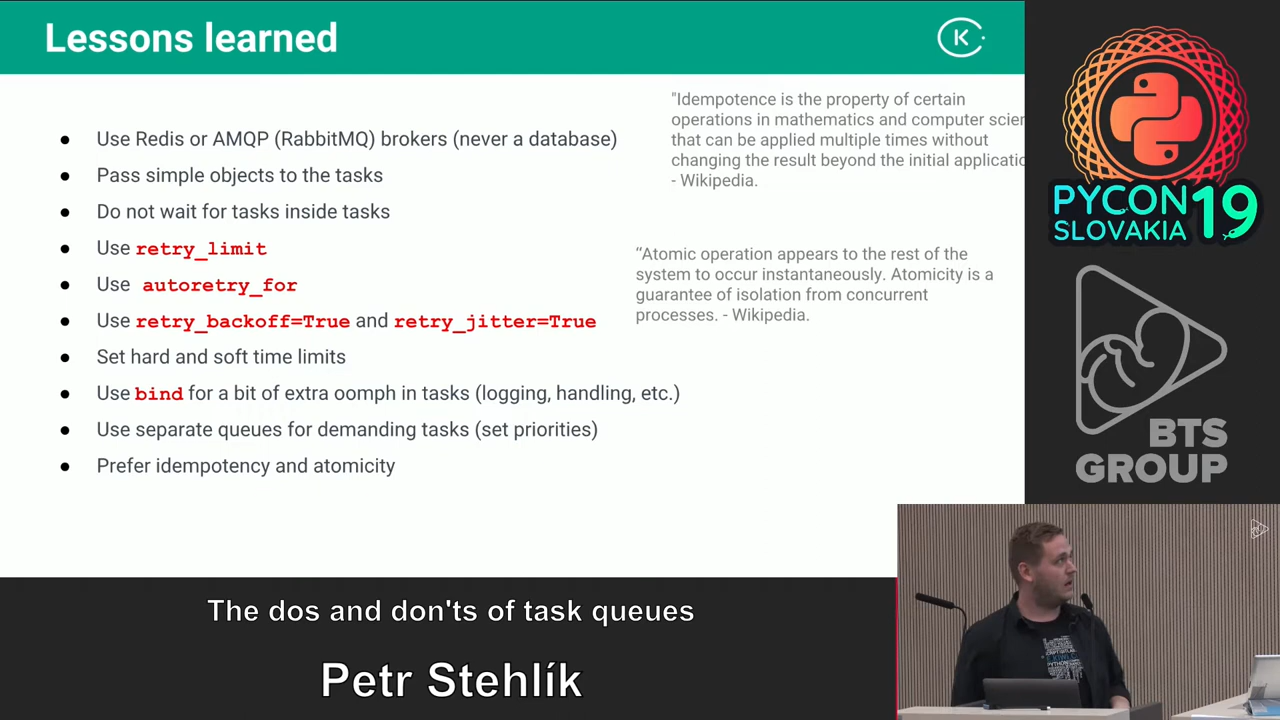 Lessons learned
K
● Use Redis or AMQP (RabbitMQ) brokers (never a database)
● Pass simple objects to the tasks
● Do not wait for tasks inside tasks
● Use retry_limit
● Use autoretry_for
● Use retry_backoff=True and retry_jitter=True
● Set hard and soft time limits
● Use bind for a bit of extra oomph in tasks (logging, handling, etc.)
● Use separate queues for demanding tasks (set priorities)
● Prefer idempotency and atomicity
"Idempotence is the property of certain
operations in mathematics and computer scien
that can be applied multiple times without
changing the result beyond the initial applicatio
- Wikipedia.
“Atomic operation appears to the rest of the
system to occur instantaneously. Atomicity is a
guarantee of isolation from concurrent
processes. - Wikipedia.
PYCON 19
SLOVAKIA
BTS
GROUP
The dos and don'ts of task queues
Petr Stehlík